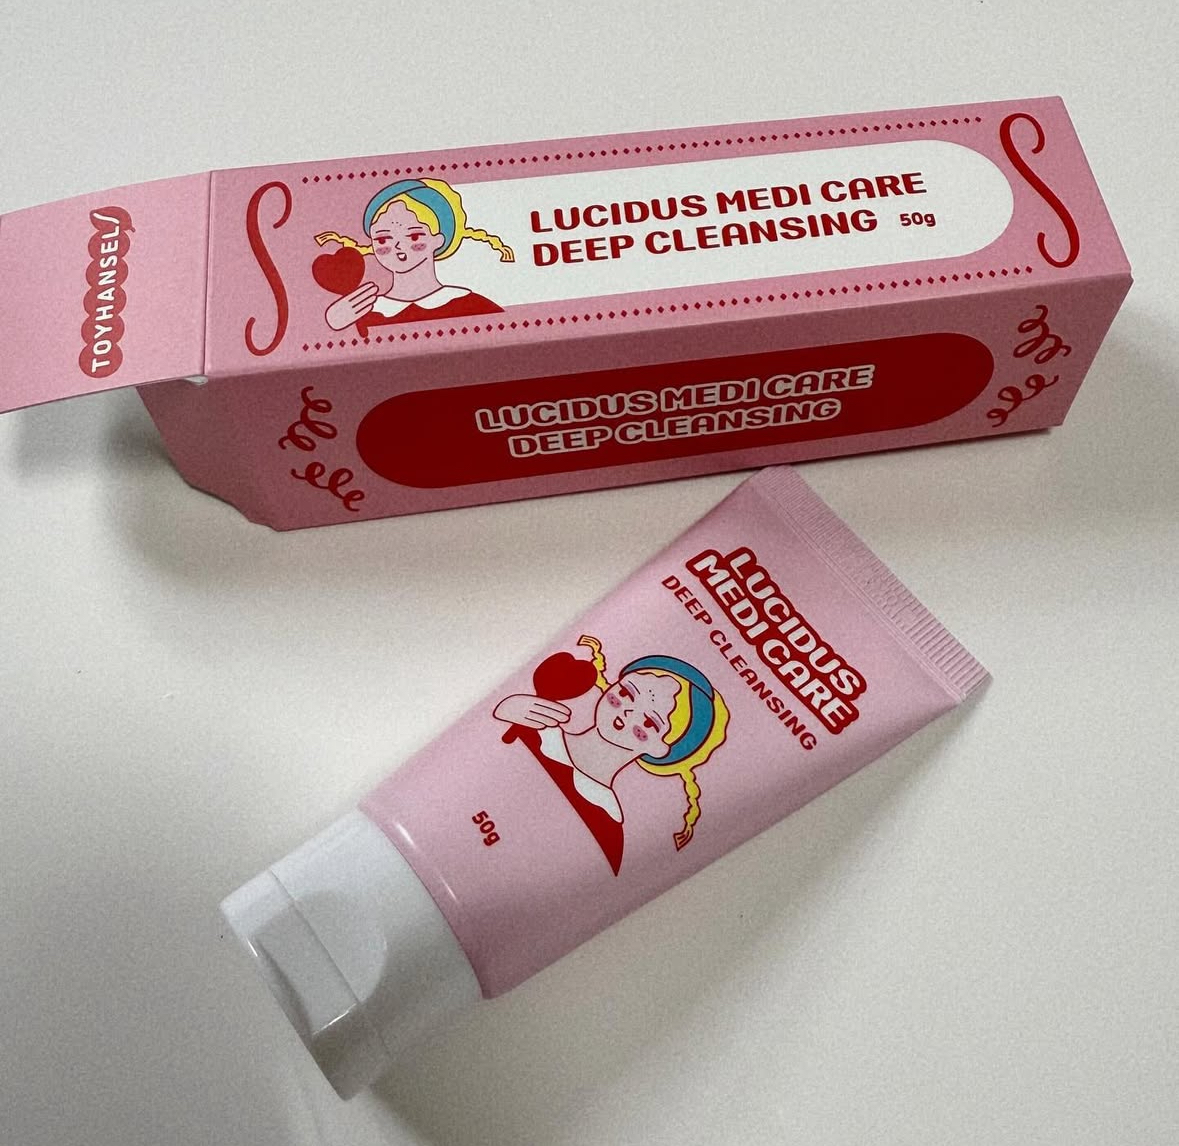 TOYHANSEL
LUCIDUS MEDI CARE
DEEP CLEANSING 50g
LUCIDUS MEDI CARE
DEEP CLEANSING
LUCIDUS
MEDI CARE
DEEP CLEANSING
50g